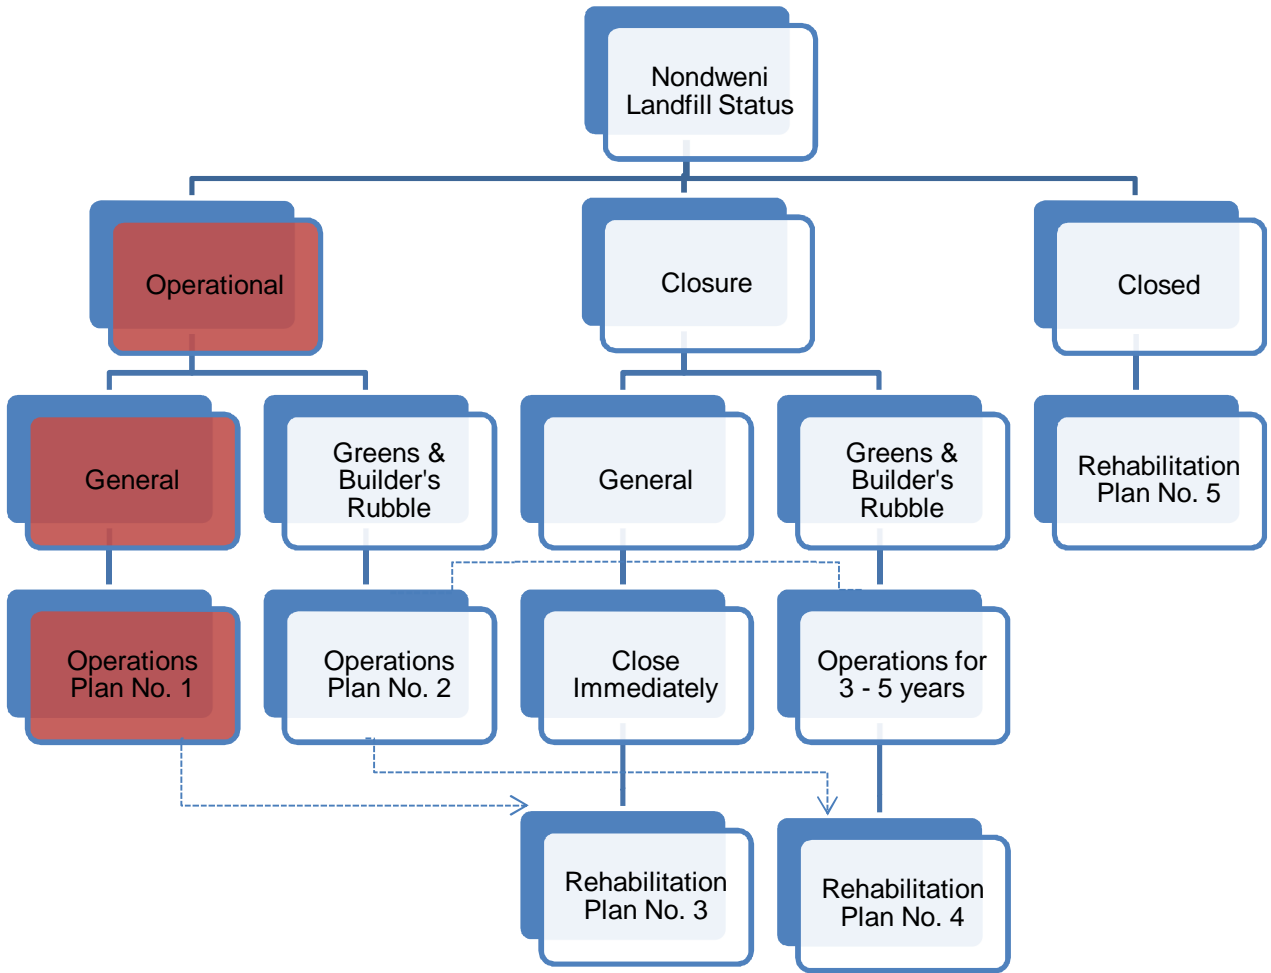 Nondweni
Landfill Status
Operational
Closure
Closed
General
Greens &
Builder's
Rubble
General
Greens &
Builder's
Rubble
Rehabilitation
Plan No. 5
Operations
Plan No. 1
Operations
Plan No. 2
Close
Immediately
Operations for
3 - 5 years
Rehabilitation
Plan No. 3
Rehabilitation
Plan No. 4